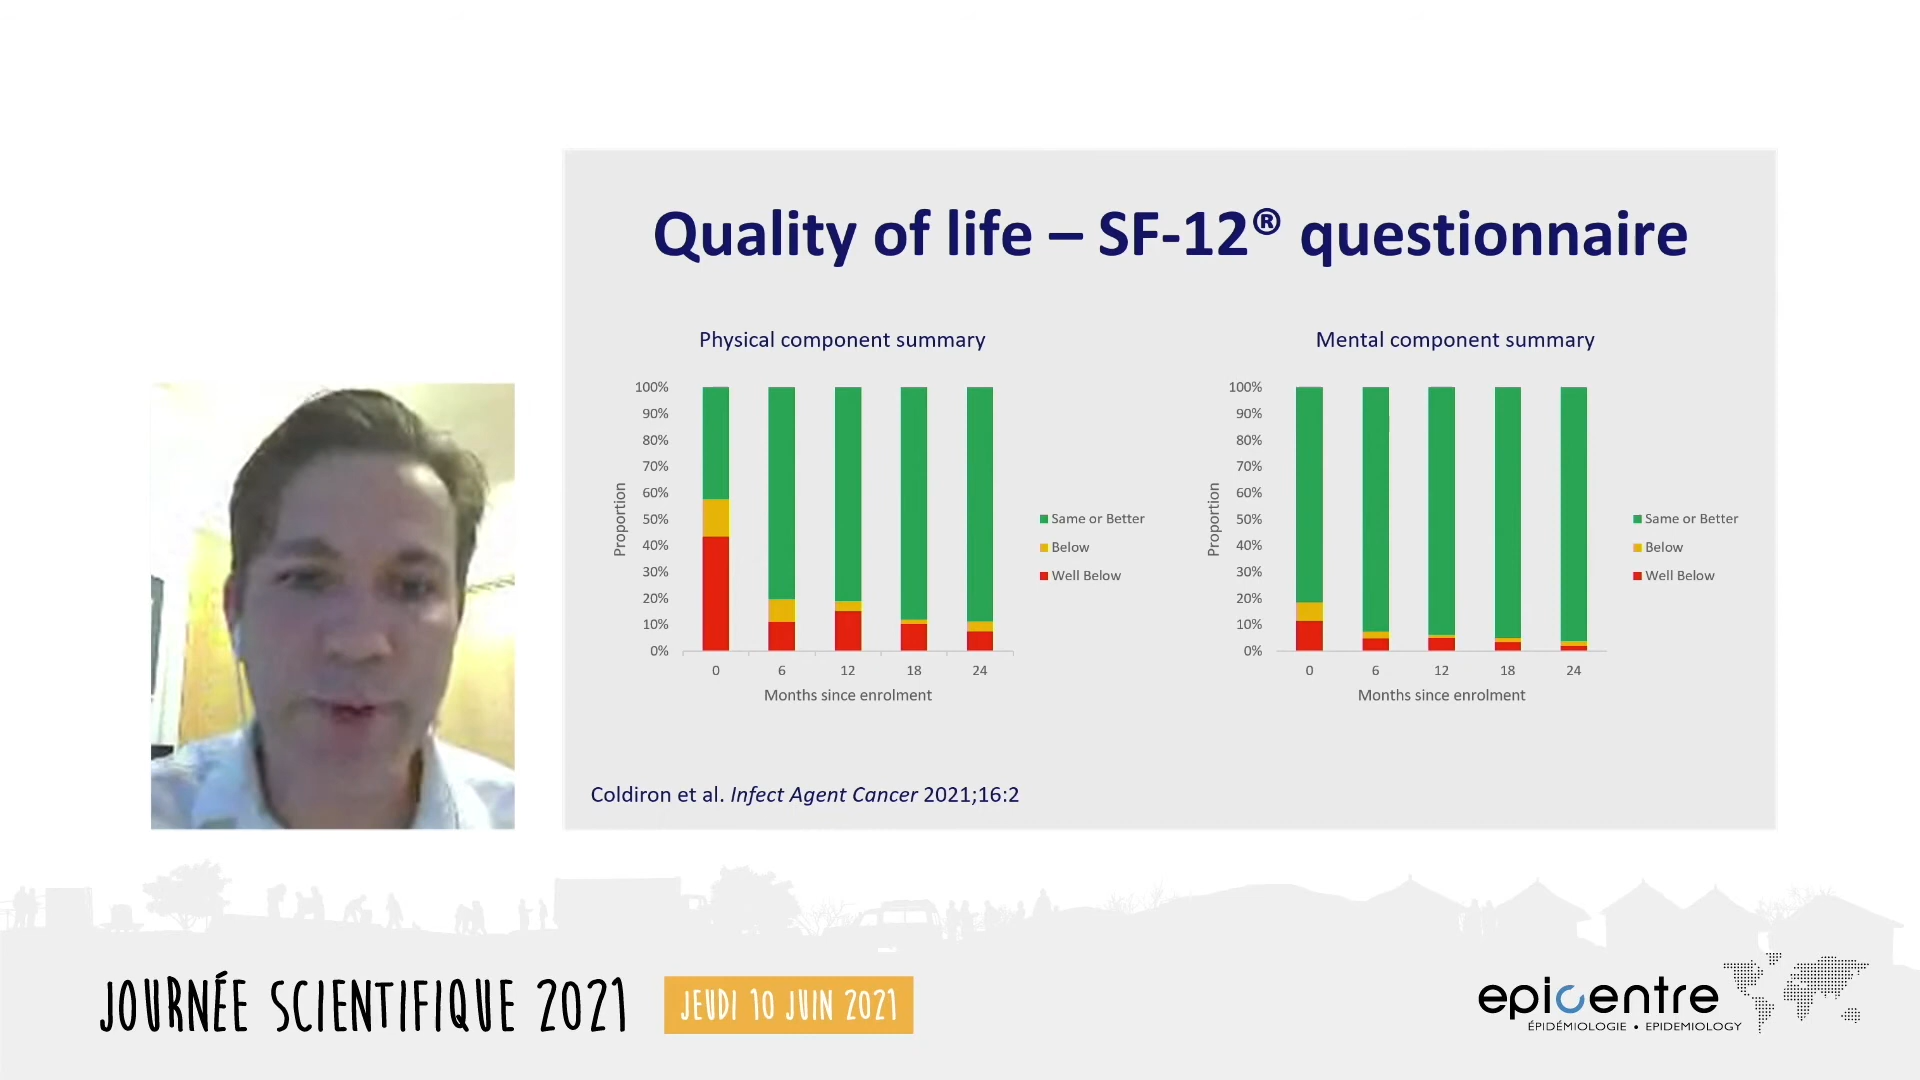 Quality of life – SF-12® questionnaire
Physical component summary
100%
90%
80%
70%
60%
50%
40%
30%
20%
10%
0%
Proportion
0 6 12 18 24
Months since enrolment
Same or Better
Below
Well Below
Mental component summary
100%
90%
80%
70%
60%
50%
40%
30%
20%
10%
0%
Proportion
0 6 12 18 24
Months since enrolment
Same or Better
Below
Well Below
Coldiron et al. Infect Agent Cancer 2021;16:2
JOURNÉE SCIENTIFIQUE 2021
JEUDI 10 JUIN 2021
epicentre
ÉPIDÉMIOLOGIE • EPIDEMIOLOGY